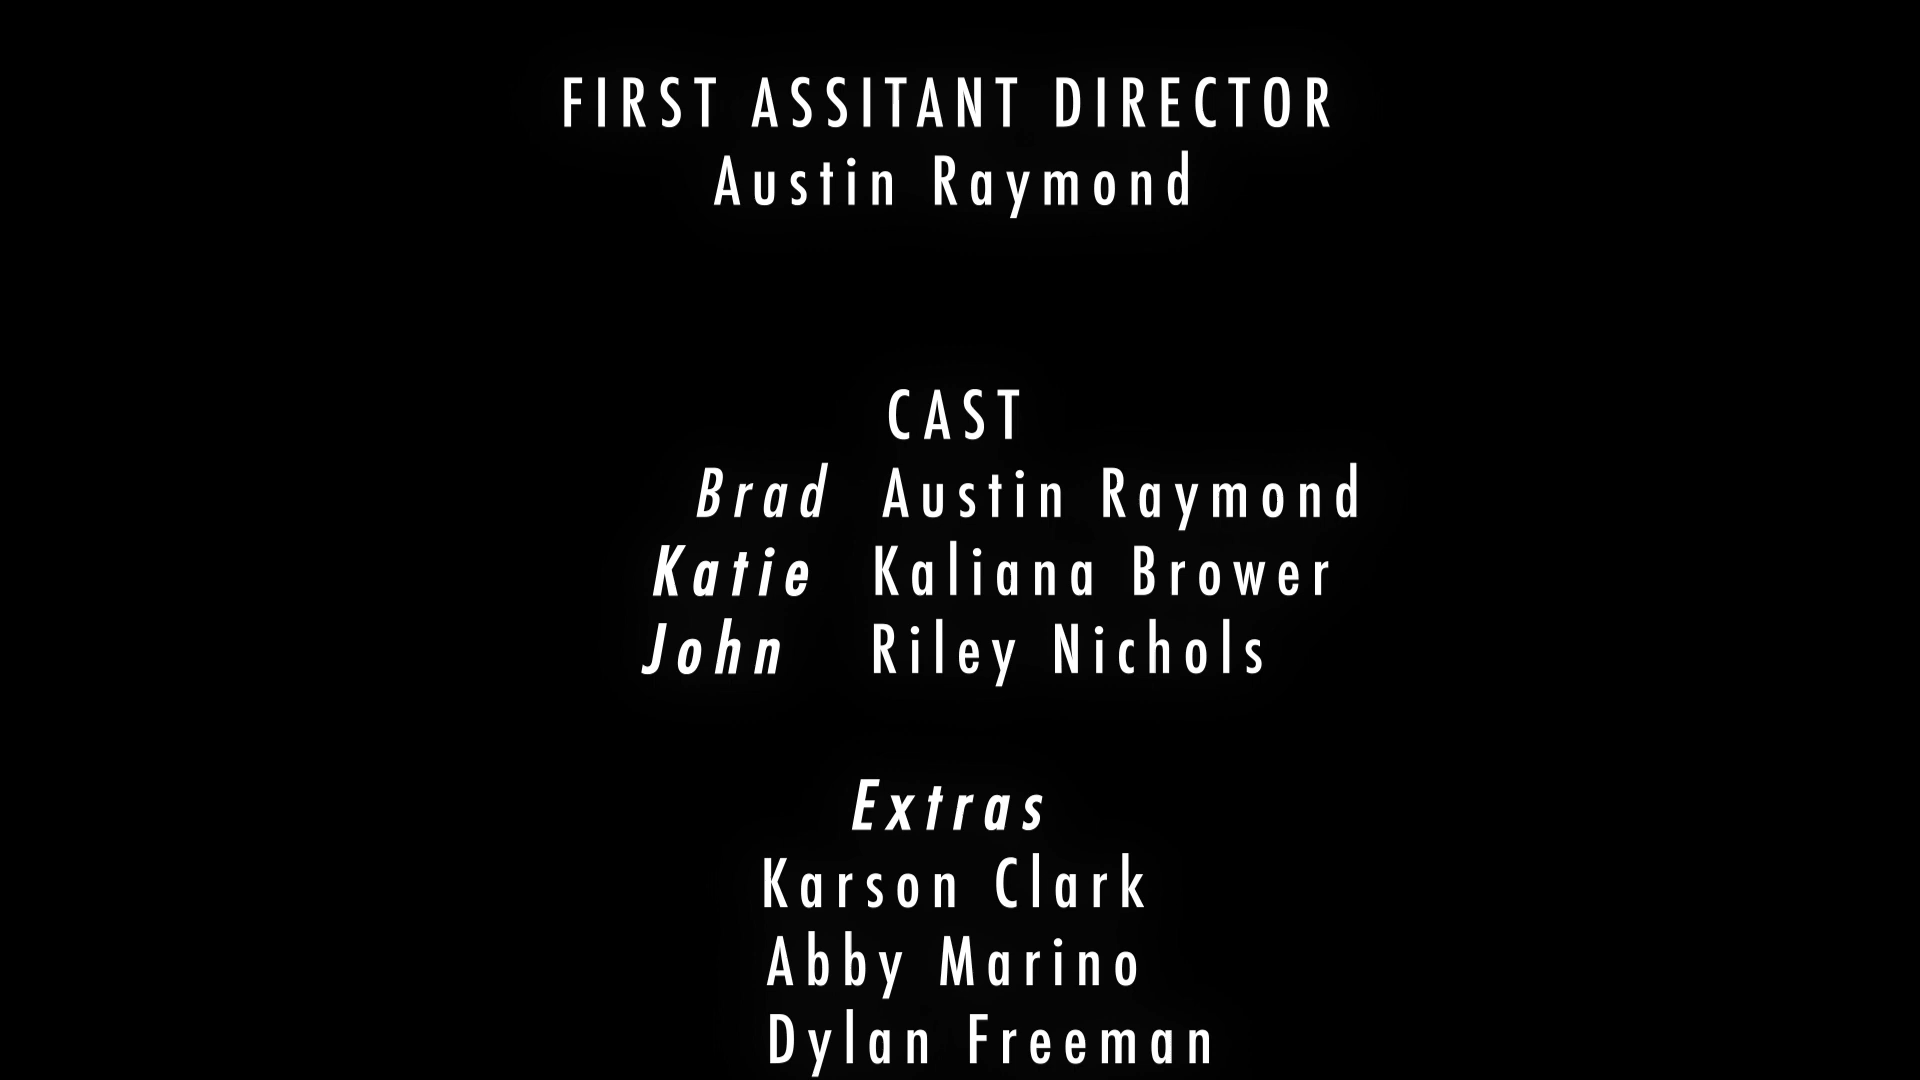 FIRST ASSITANT DIRECTOR
Austin Raymond
CAST
Brad Austin Raymond
Katie Kaliana Brower
John Riley Nichols
Extras
Karson Clark
Abby Marino
Dylan Freeman